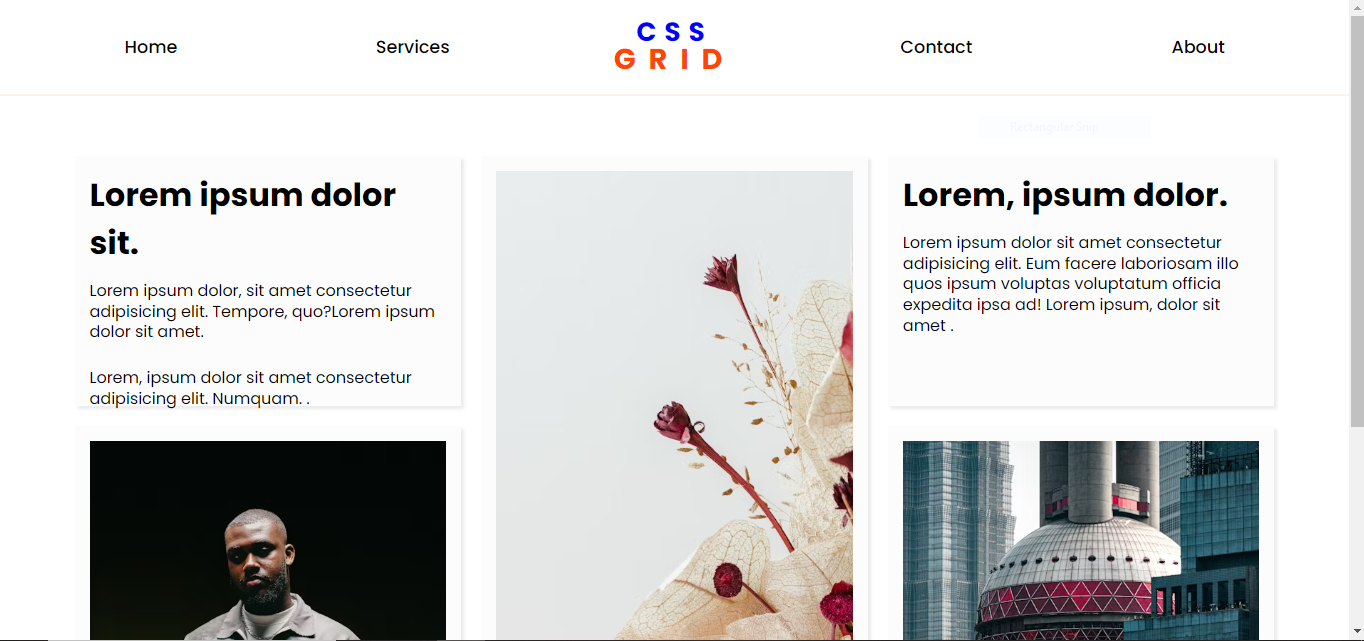 Home
Services
CSS
GRID
Contact
About
Rectangular Snip
Lorem ipsum dolor
sit.
Lorem ipsum dolor, sit amet consectetur
adipisicing elit. Tempore, quo?Lorem ipsum
dolor sit amet.
Lorem, ipsum dolor sit amet consectetur
adipisicing elit. Numquam. .
Lorem, ipsum dolor.
Lorem ipsum dolor sit amet consectetur
adipisicing elit. Eum facere laboriosam illo
quos ipsum voluptas voluptatum officia
expedita ipsa ad! Lorem ipsum, dolor sit
amet .